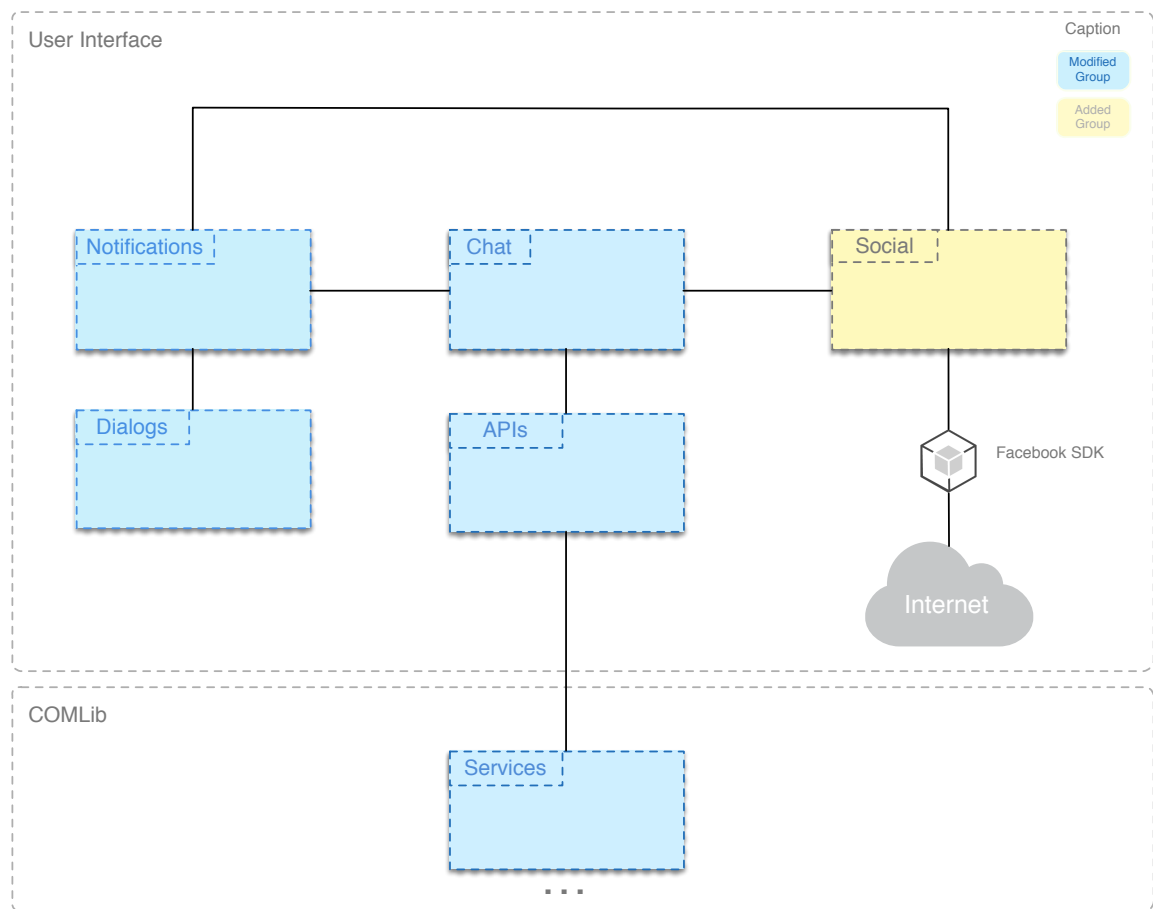 User Interface
Caption
Modified
Group
Added
Group
Notifications
Chat
Social
Dialogs
APIs
Facebook SDK
Internet
COMLib
Services
...